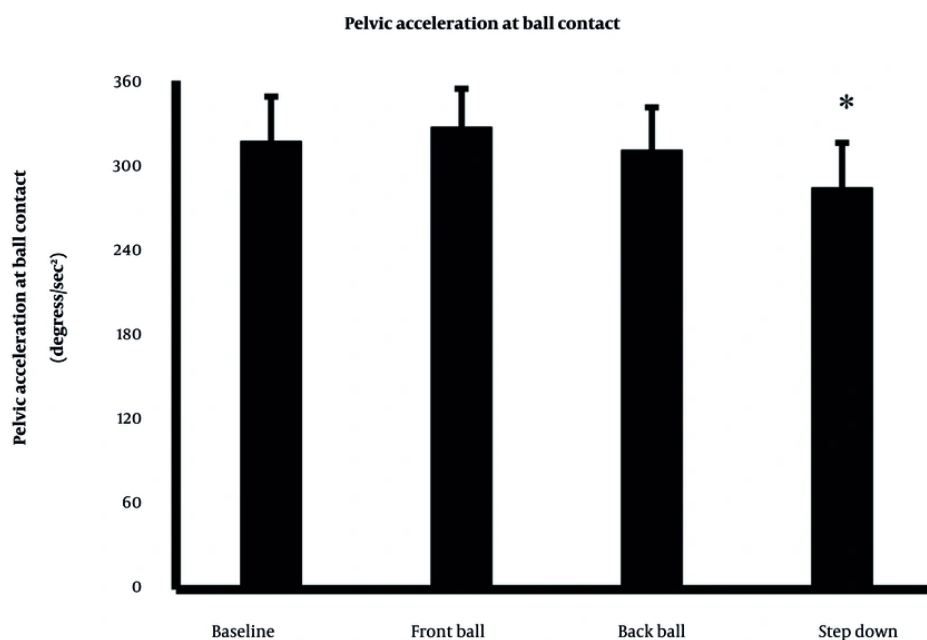 Pelvic acceleration at ball contact
Pelvic acceleration at ball contact
(degress/sec²)
360
300
240
180
120
60
0
*
Baseline
Front ball
Back ball
Step down